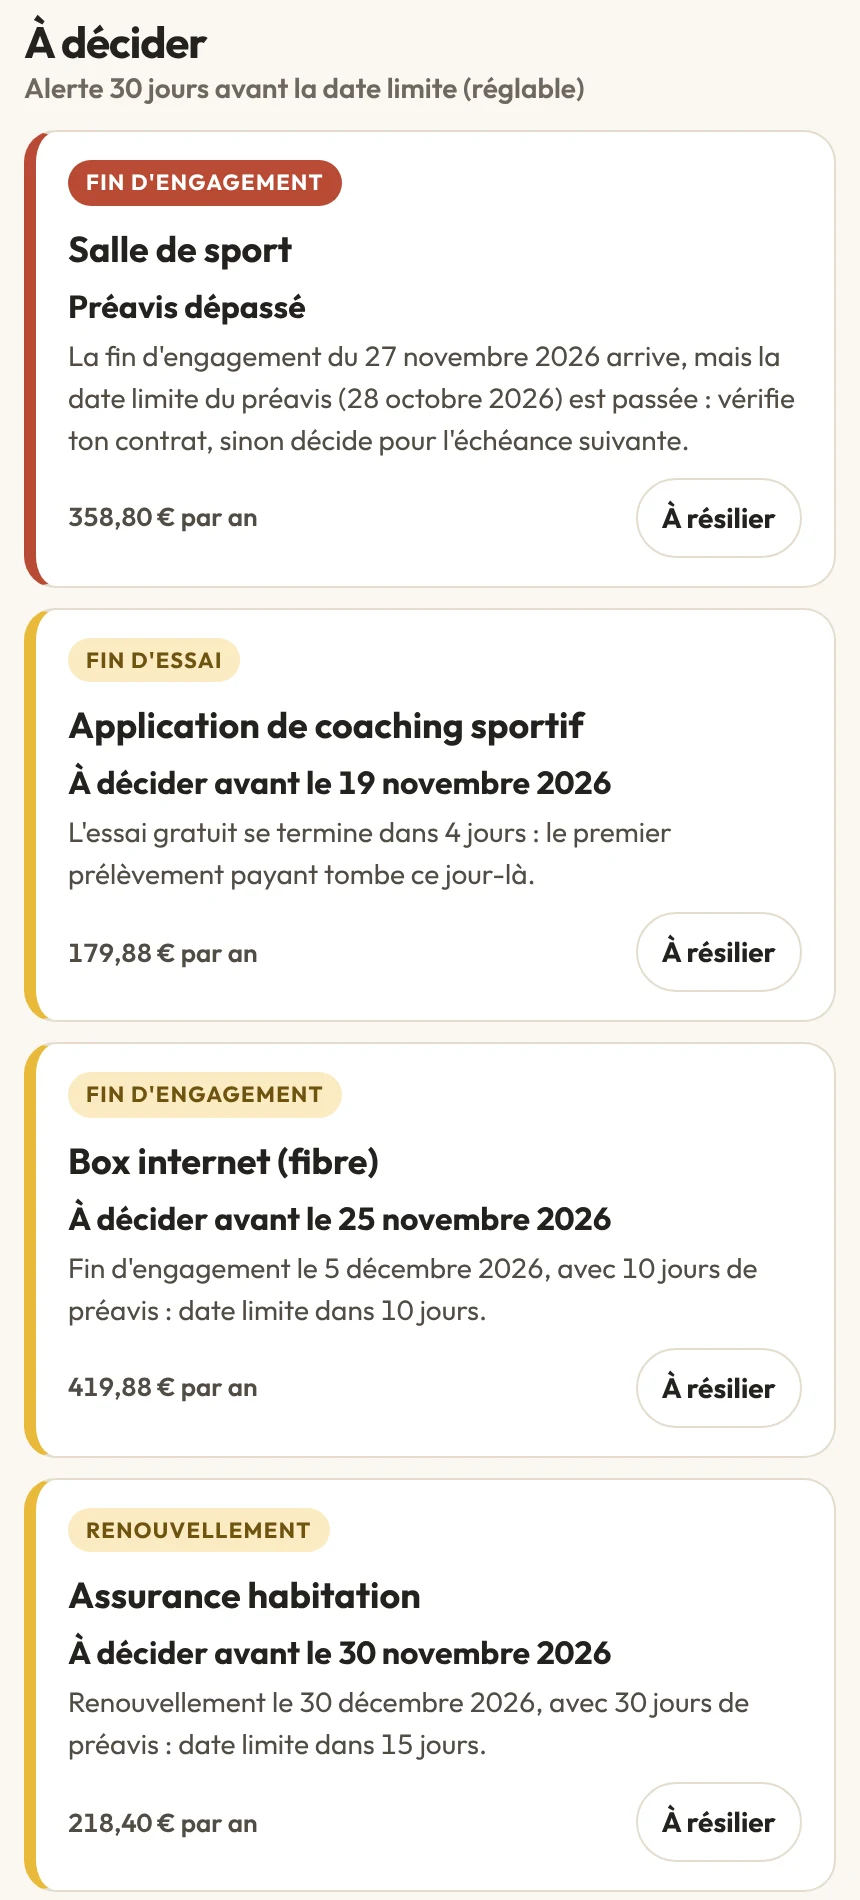 À décider
Alerte 30 jours avant la date limite (réglable)
FIN D'ENGAGEMENT
Salle de sport
Préavis dépassé
La fin d'engagement du 27 novembre 2026 arrive, mais la
date limite du préavis (28 octobre 2026) est passée : vérifie
ton contrat, sinon décide pour l'échéance suivante.
358,80 € par an
À résilier
FIN D'ESSAI
Application de coaching sportif
À décider avant le 19 novembre 2026
L'essai gratuit se termine dans 4 jours : le premier
prélèvement payant tombe ce jour-là.
179,88 € par an
À résilier
FIN D'ENGAGEMENT
Box internet (fibre)
À décider avant le 25 novembre 2026
Fin d'engagement le 5 décembre 2026, avec 10 jours de
préavis : date limite dans 10 jours.
419,88 € par an
À résilier
RENOUVELLEMENT
Assurance habitation
À décider avant le 30 novembre 2026
Renouvellement le 30 décembre 2026, avec 30 jours de
préavis : date limite dans 15 jours.
218,40 € par an
À résilier